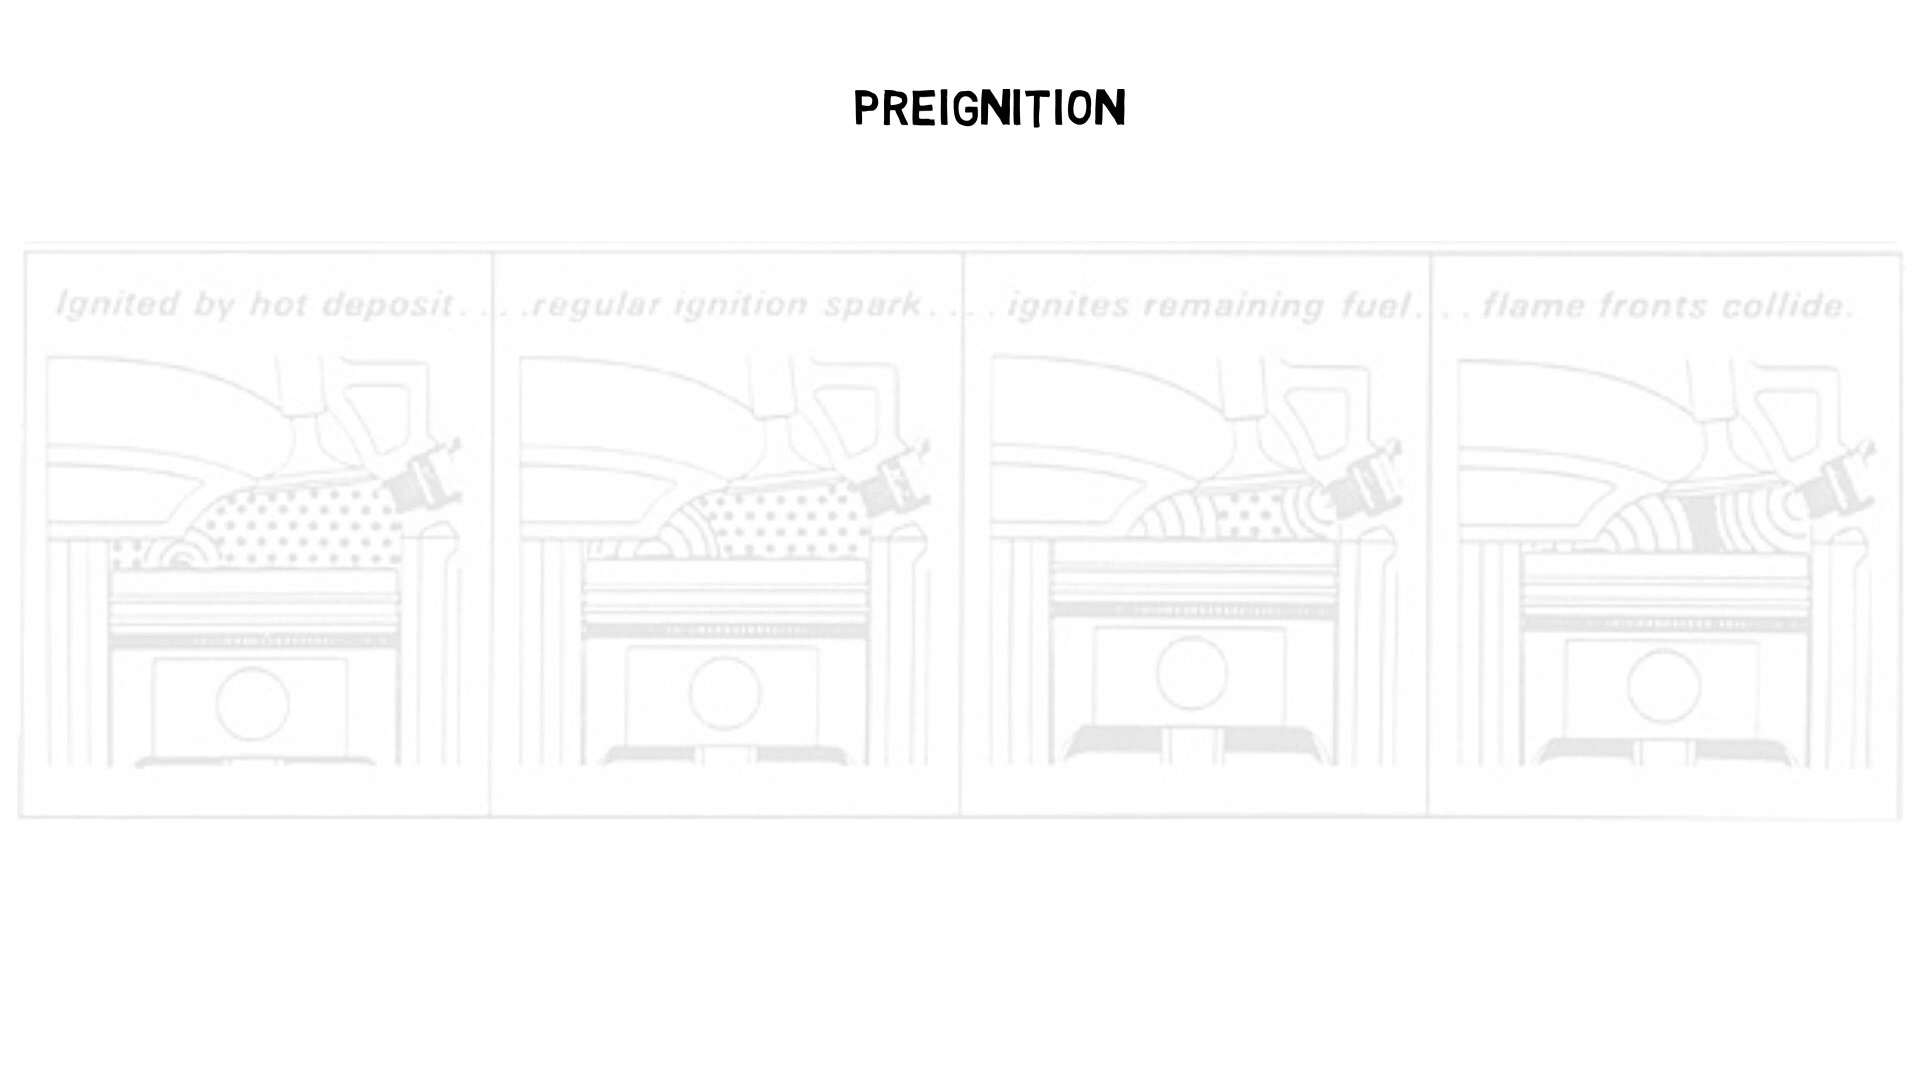 PREIGNITION
Ignited by hot deposit. . . .regular ignition spark. . . . ignites remaining fuel. . . . flame fronts collide.